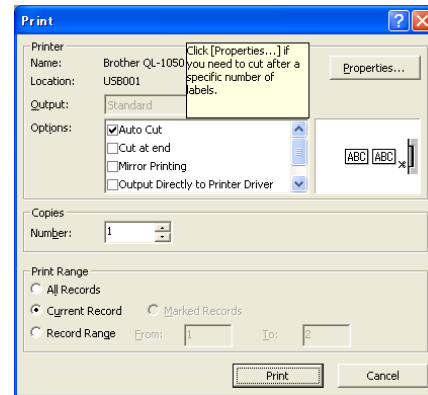 Print
Printer
Name: Brother QL-1050
Click [Properties...] if
you need to cut after a
specific number of
labels.
Properties...
Location: USB001
Output: Standard
Options:
Auto Cut
Cut at end
Mirror Printing
Output Directly to Printer Driver
ABC ABC
Copies
Number: 1
Print Range
All Records
Current Record Marked Records
Record Range From: 1 To: 2
Print Cancel